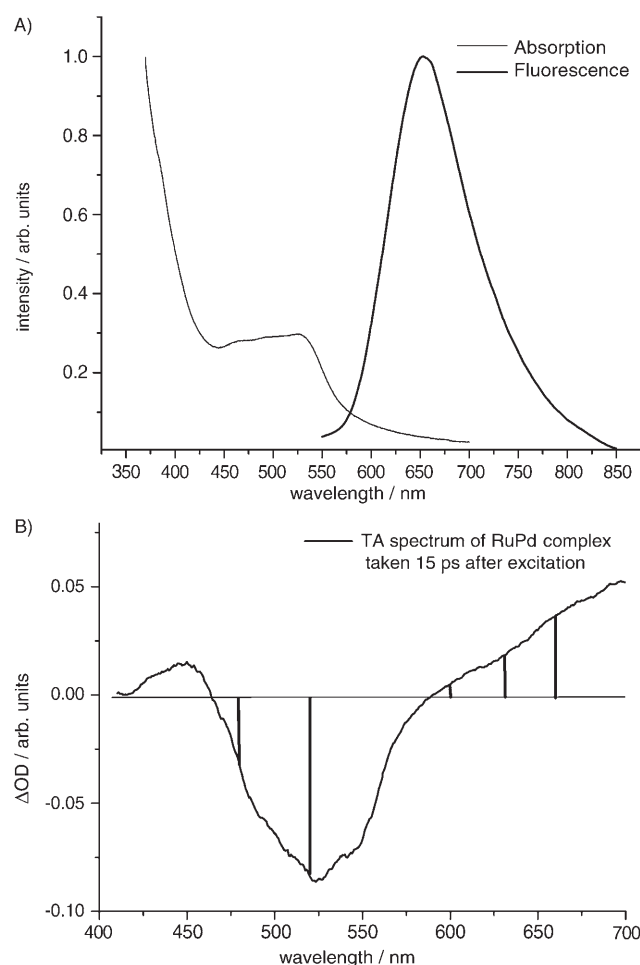 A)
Absorption
Fluorescence
intensity / arb. units
1.0
0.8
0.6
0.4
0.2
350 400 450 500 550 600 650 700 750 800 850
wavelength / nm
B)
TA spectrum of RuPd complex
taken 15 ps after excitation
ΔOD / arb. units
0.05
0.00
-0.05
-0.10
400 450 500 550 600 650 700
wavelength / nm